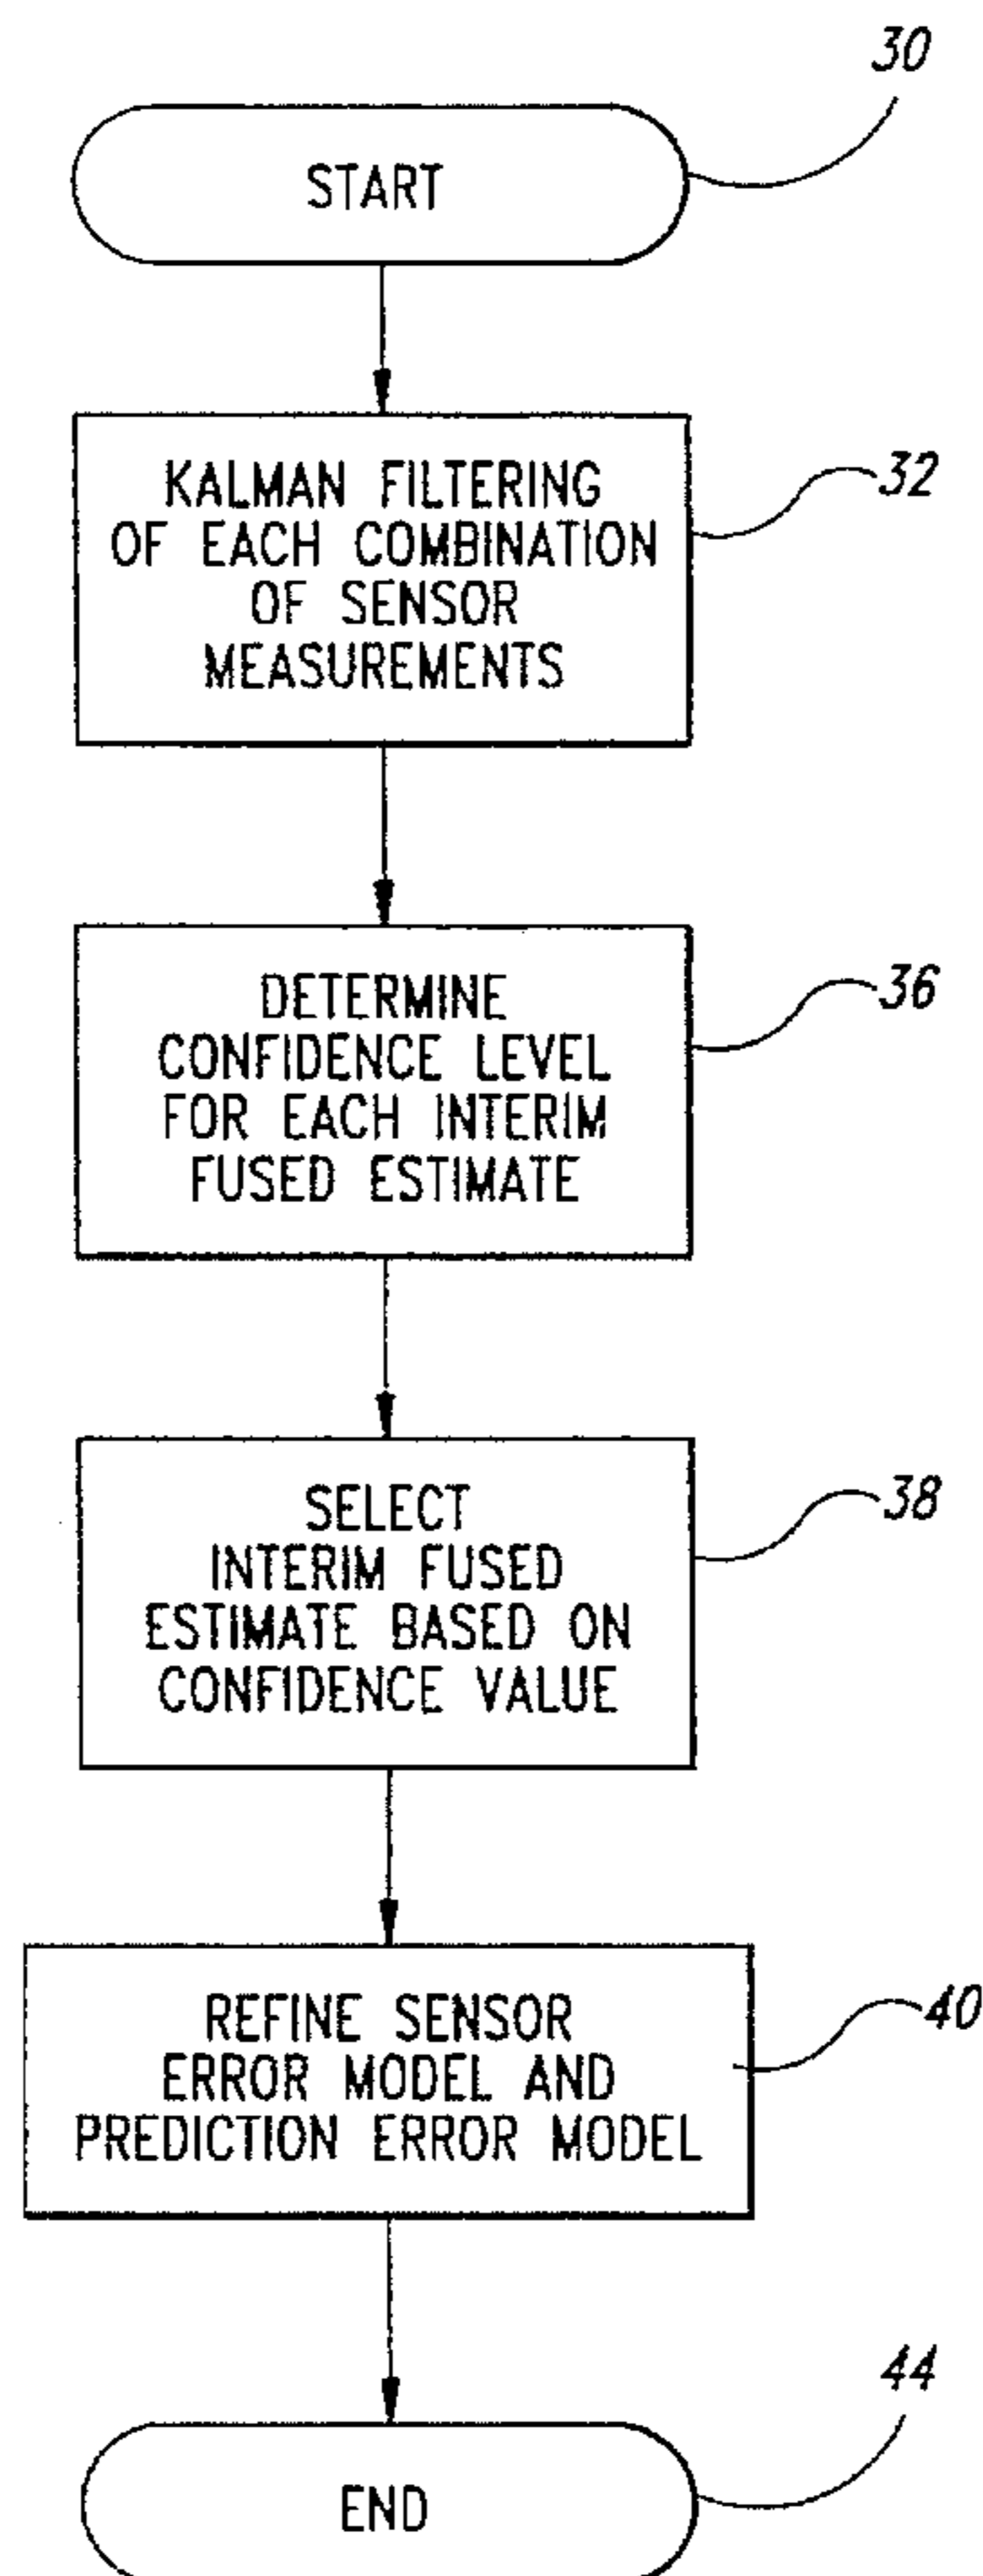 30
START
KALMAN FILTERING
OF EACH COMBINATION
OF SENSOR
MEASUREMENTS
32
DETERMINE
CONFIDENCE LEVEL
FOR EACH INTERIM
FUSED ESTIMATE
36
SELECT
INTERIM FUSED
ESTIMATE BASED ON
CONFIDENCE VALUE
38
REFINE SENSOR
ERROR MODEL AND
PREDICTION ERROR MODEL
40
44
END